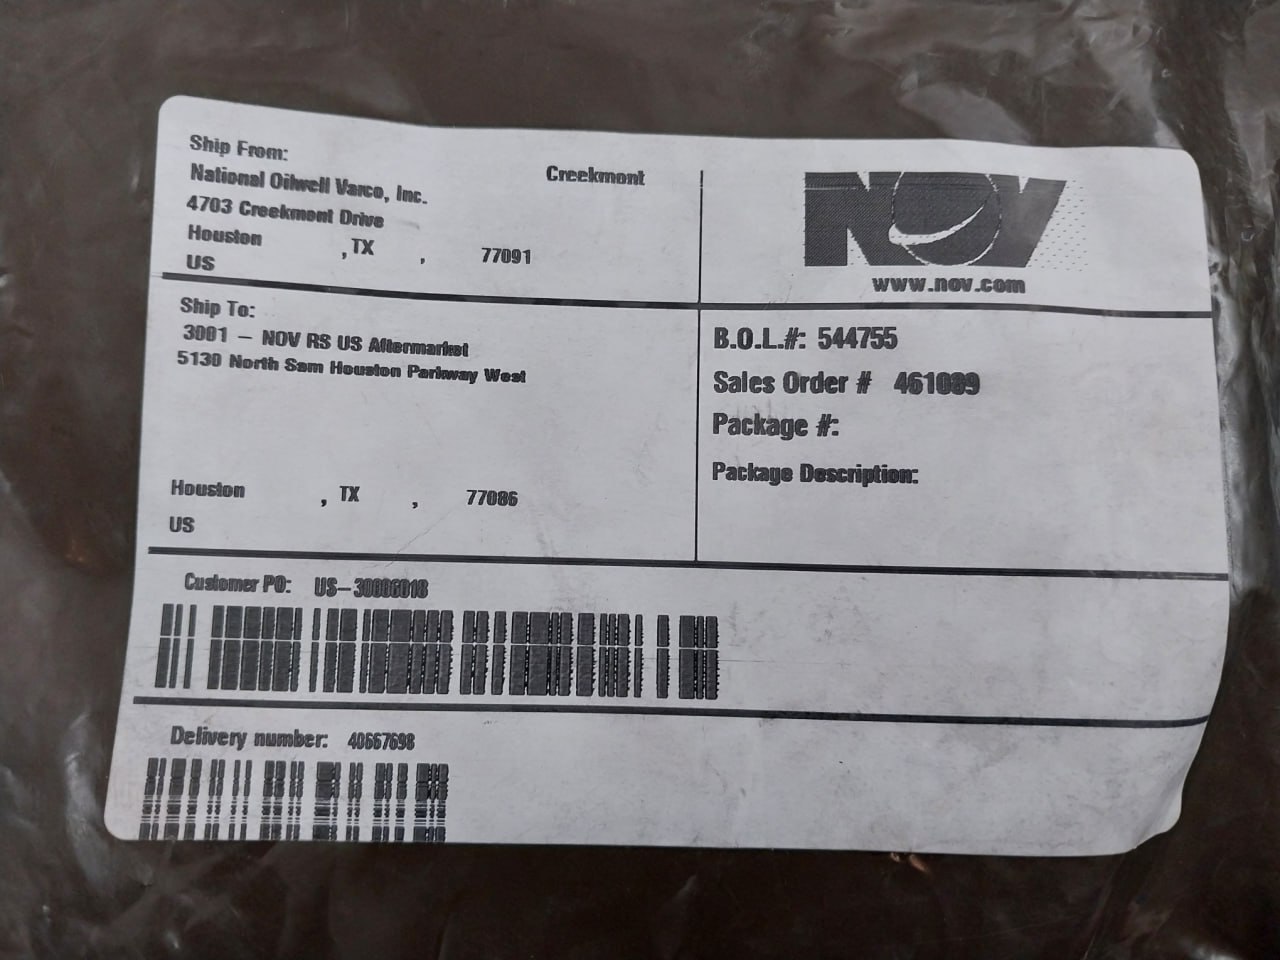 Ship From:
National Oilwell Varco, Inc. Creekmont
4703 Creekmont Drive
Houston , TX , 77091
US
NOV
www.nov.com
Ship To:
3001 – NOV RS US Aftermarket
5130 North Sam Houston Parkway West
Houston , TX , 77086
US
B.O.L.#: 544755
Sales Order # 461089
Package #:
Package Description:
Customer PO: US-30006018
Delivery number: 40667698